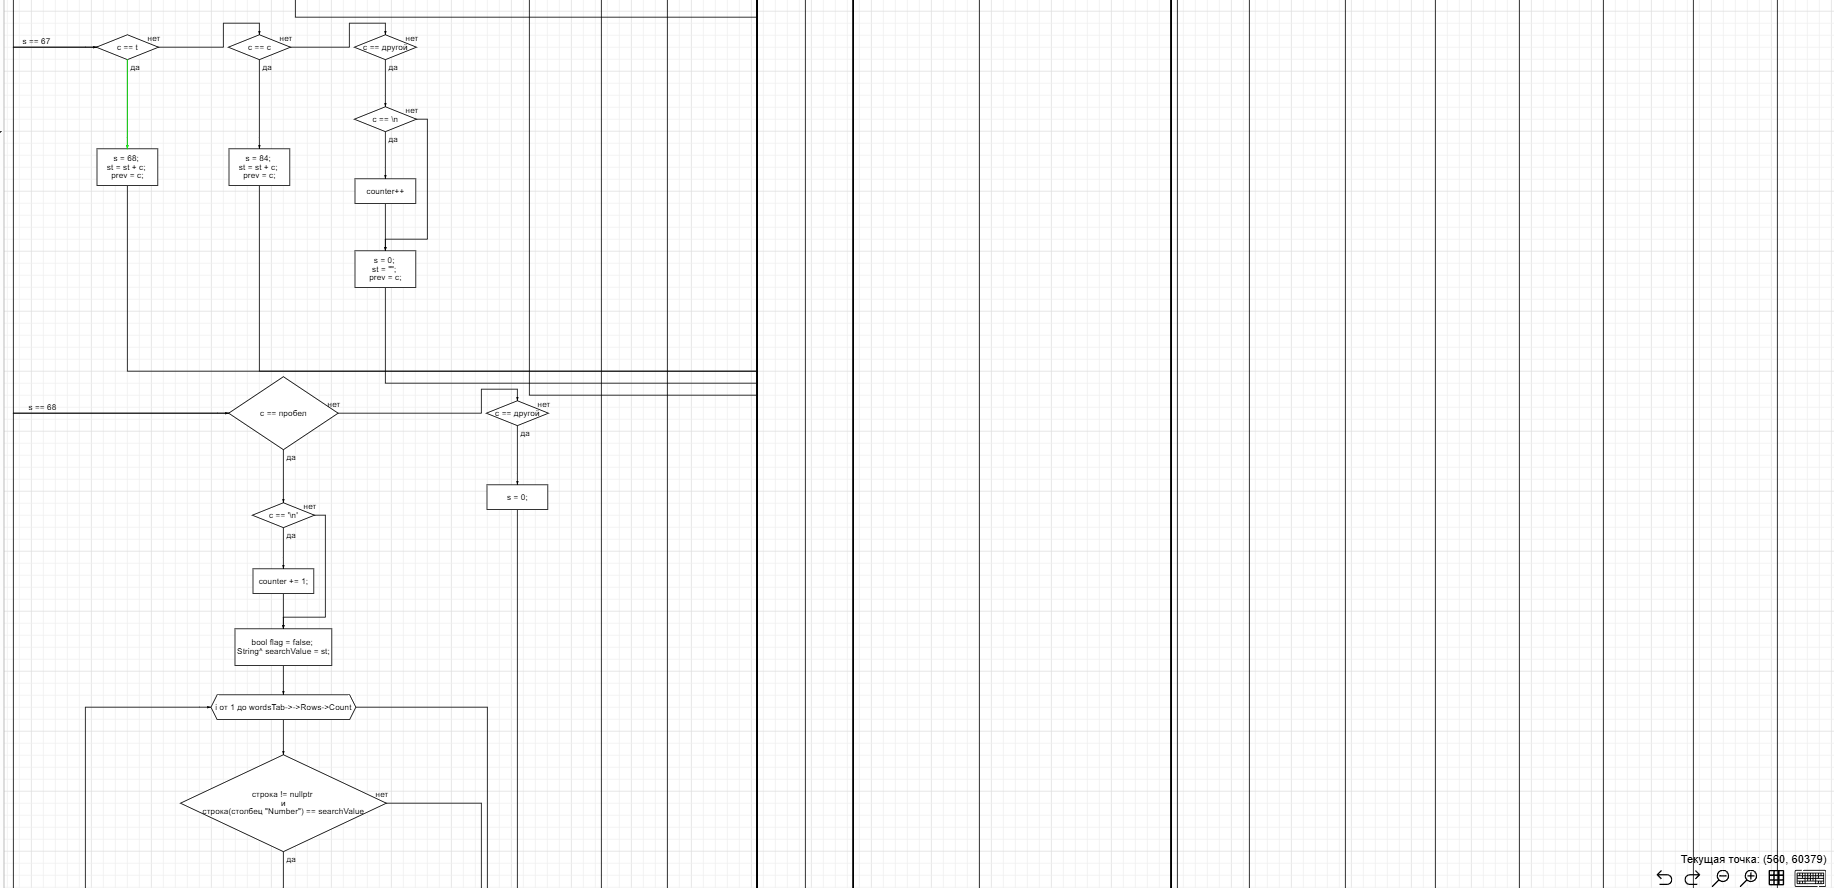 s == 67
c == t
нет
да
c == c
нет
да
c == другой
нет
да
c == \n
нет
да
s = 68;
st = st + c;
prev = c;
s = 84;
st = st + c;
prev = c;
counter++
s = 0;
st = "";
prev = c;
s == 68
c == пробел
нет
да
c == другой
нет
да
s = 0;
c == '\n'
нет
да
counter += 1;
bool flag = false;
String^ searchValue = st;
i от 1 до wordsTab->->Rows->Count
строка != nullptr
и
строка(столбец "Number") == searchValue
нет
да
Текущая точка: (560, 60379)